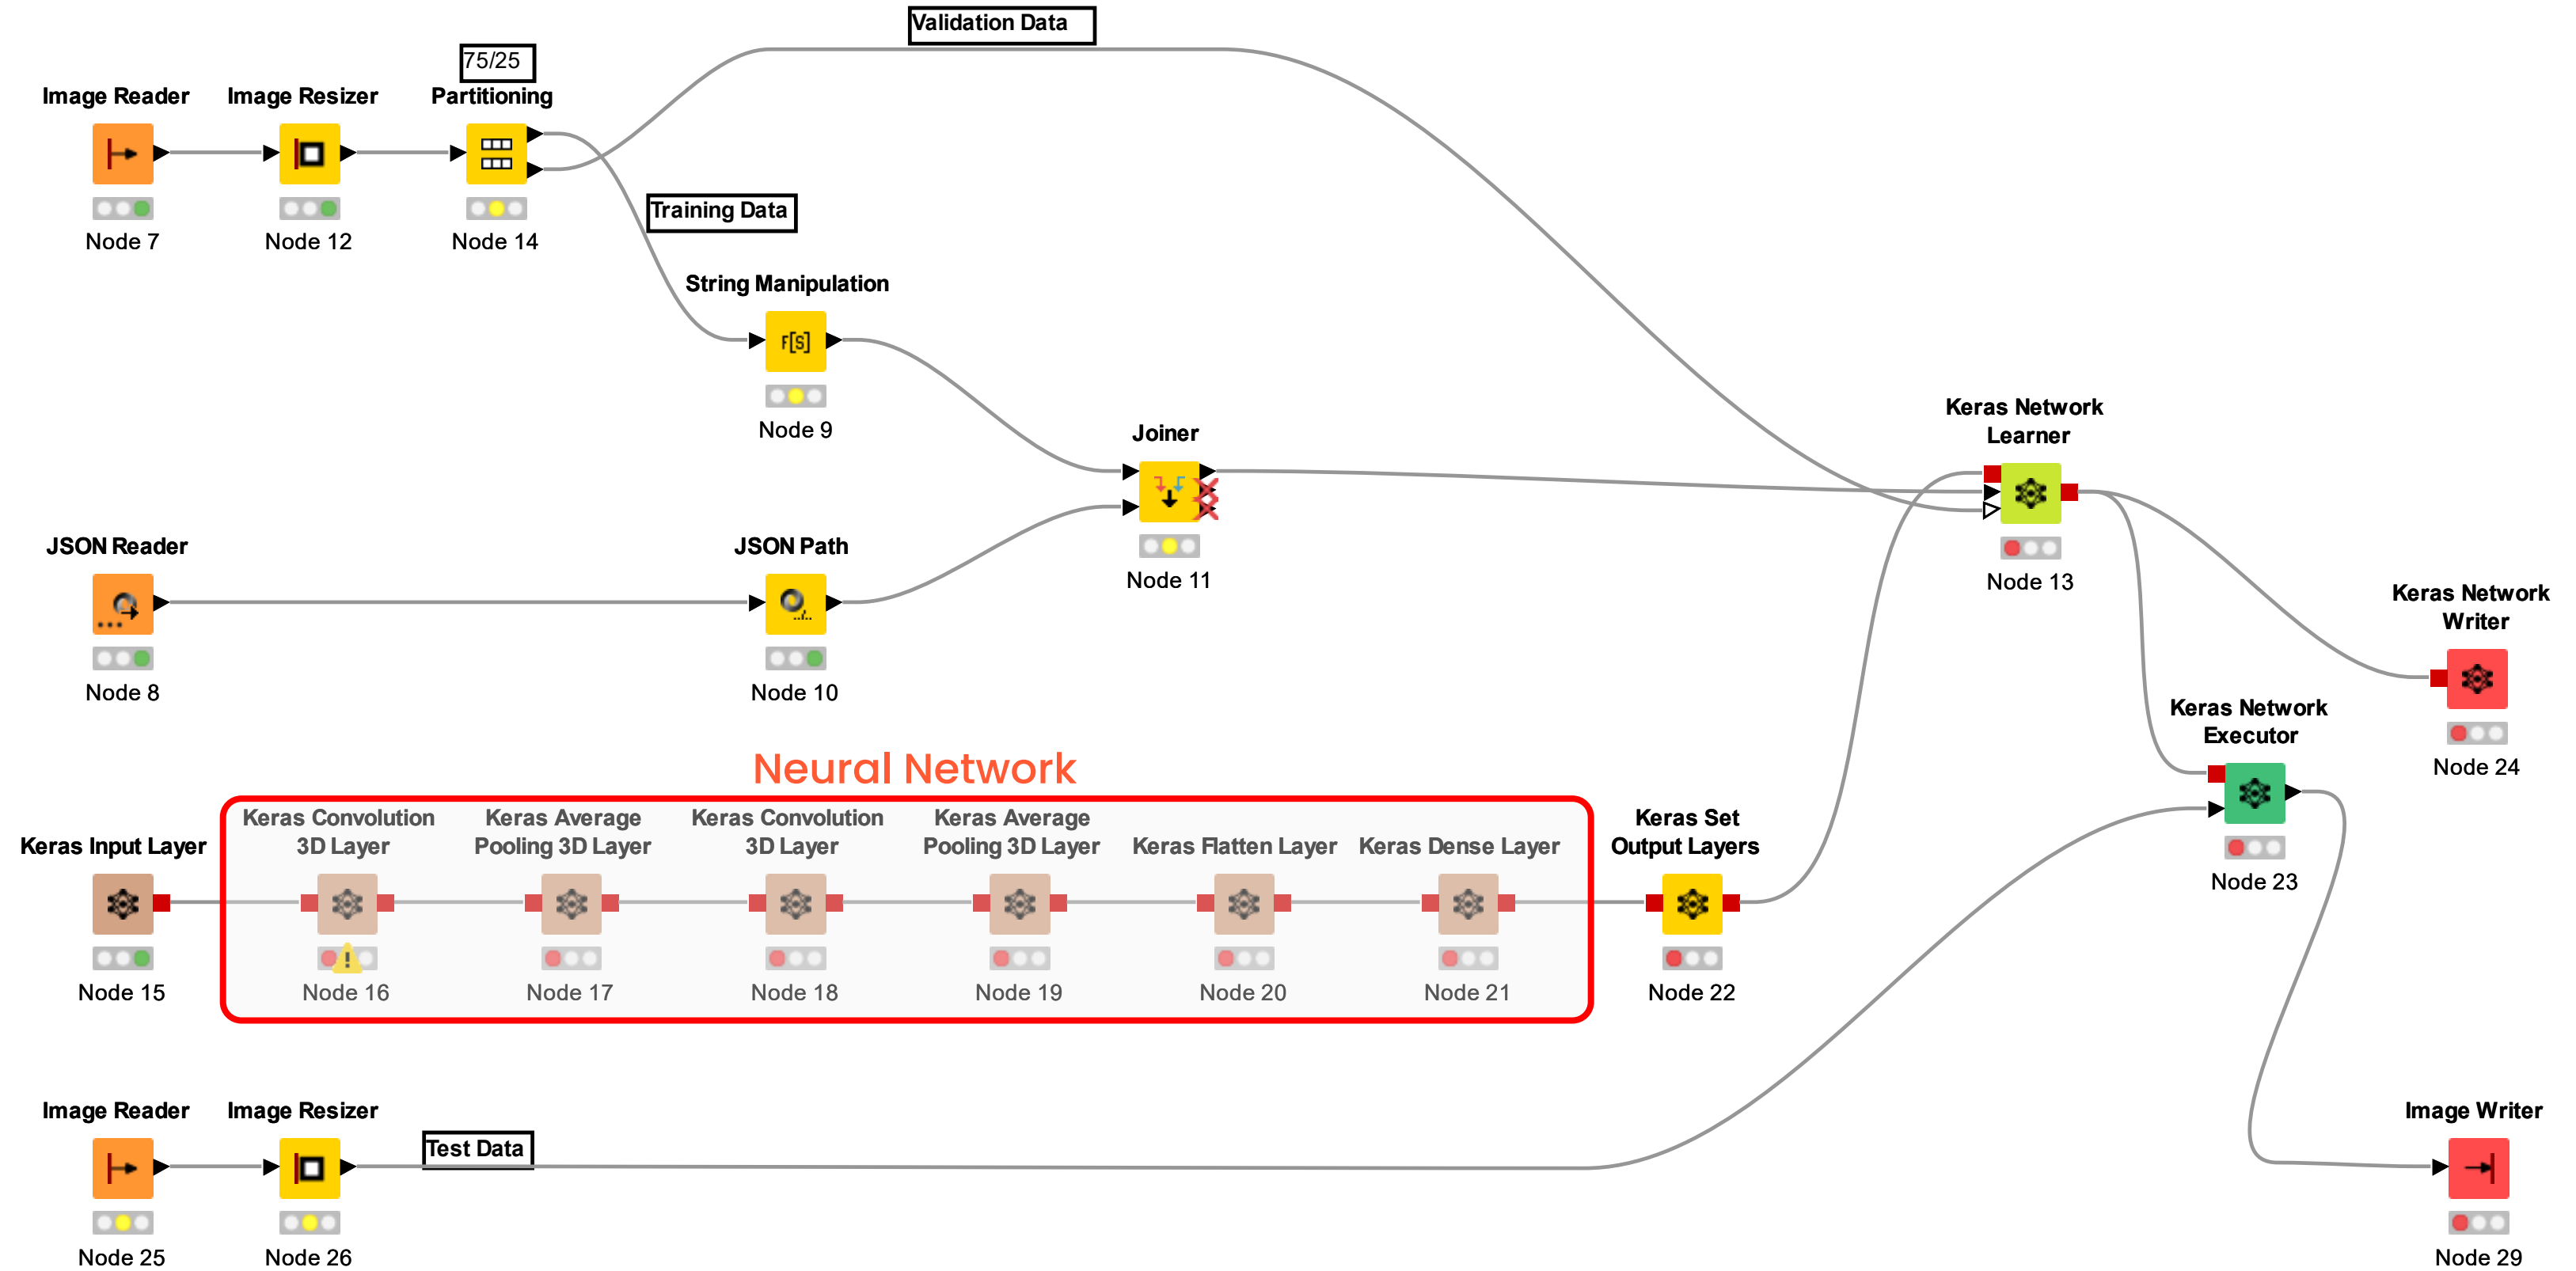 Validation Data
75/25
Image Reader
Image Resizer
Partitioning
Node 7
Node 12
Node 14
Training Data
String Manipulation
F[S]
Node 9
Joiner
Node 11
Keras Network
Learner
Node 13
JSON Reader
Node 8
JSON Path
Node 10
Keras Network
Writer
Node 24
Keras Network
Executor
Node 23
Neural Network
Keras Input Layer
Node 15
Keras Convolution
3D Layer
Node 16
Keras Average
Pooling 3D Layer
Node 17
Keras Convolution
3D Layer
Node 18
Keras Average
Pooling 3D Layer
Node 19
Keras Flatten Layer
Node 20
Keras Dense Layer
Node 21
Keras Set
Output Layers
Node 22
Image Reader
Node 25
Image Resizer
Node 26
Test Data
Image Writer
Node 29